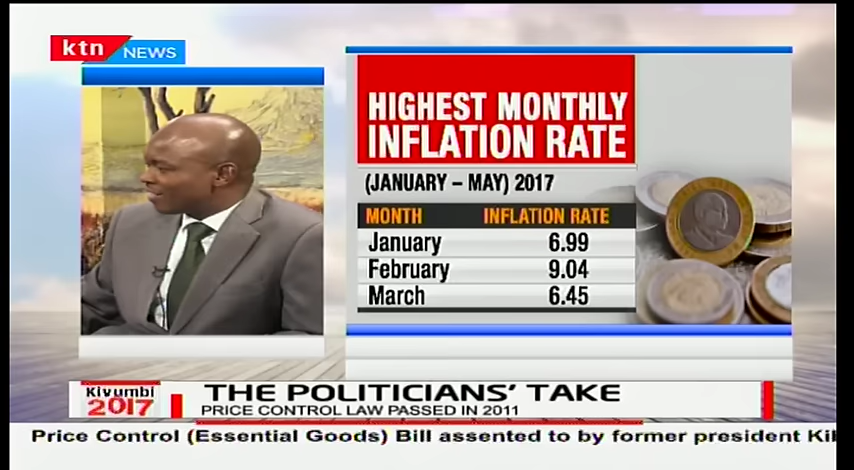 ktn NEWS
HIGHEST MONTHLY
INFLATION RATE
(JANUARY – MAY) 2017
MONTH INFLATION RATE
January 6.99
February 9.04
March 6.45
Kivumbi
2017
THE POLITICIANS' TAKE
PRICE CONTROL LAW PASSED IN 2011
Price Control (Essential Goods) Bill assented to by former president